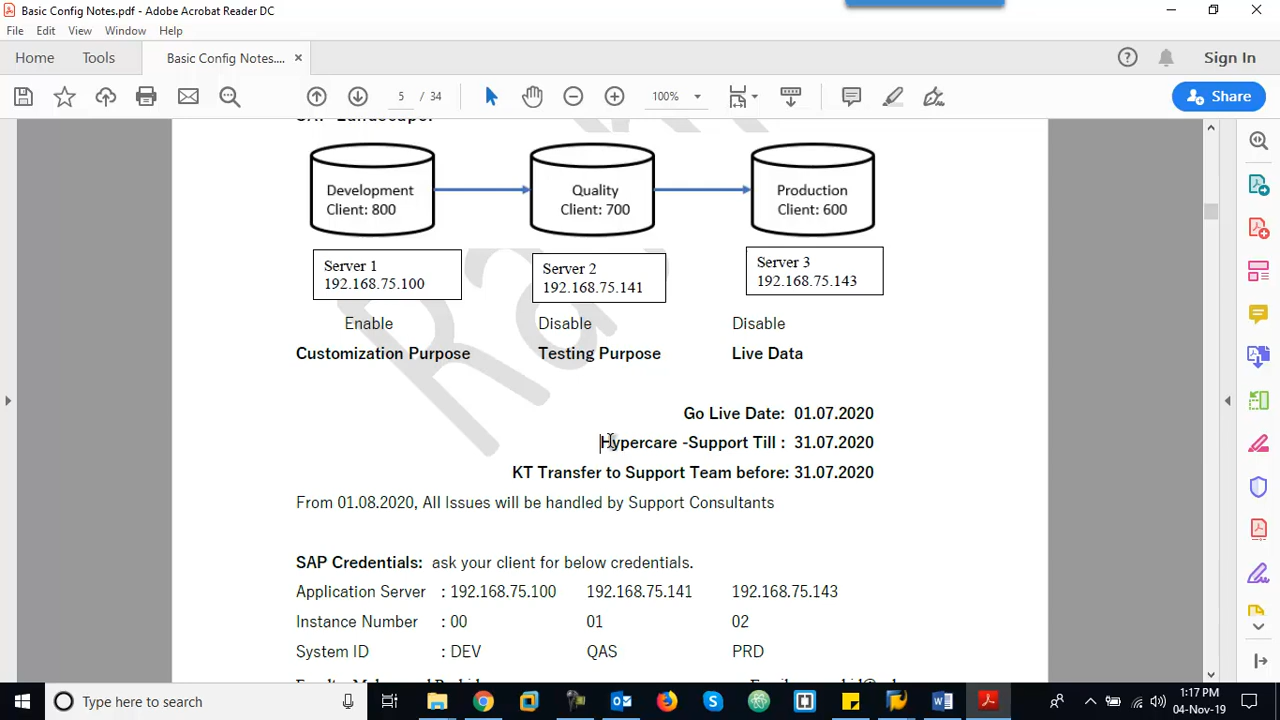 Basic Config Notes.pdf - Adobe Acrobat Reader DC
File Edit View Window Help
Home Tools Basic Config Notes.... × Sign In
5 / 34 100% Share
SAP Landscape:
Development Client: 800
Quality Client: 700
Production Client: 600
Server 1
192.168.75.100
Server 2
192.168.75.141
Server 3
192.168.75.143
Enable Disable Disable
Customization Purpose Testing Purpose Live Data
Go Live Date: 01.07.2020
Hypercare -Support Till : 31.07.2020
KT Transfer to Support Team before: 31.07.2020
From 01.08.2020, All Issues will be handled by Support Consultants
SAP Credentials: ask your client for below credentials.
Application Server : 192.168.75.100 192.168.75.141 192.168.75.143
Instance Number : 00 01 02
System ID : DEV QAS PRD
Type here to search
1:17 PM
04-Nov-19